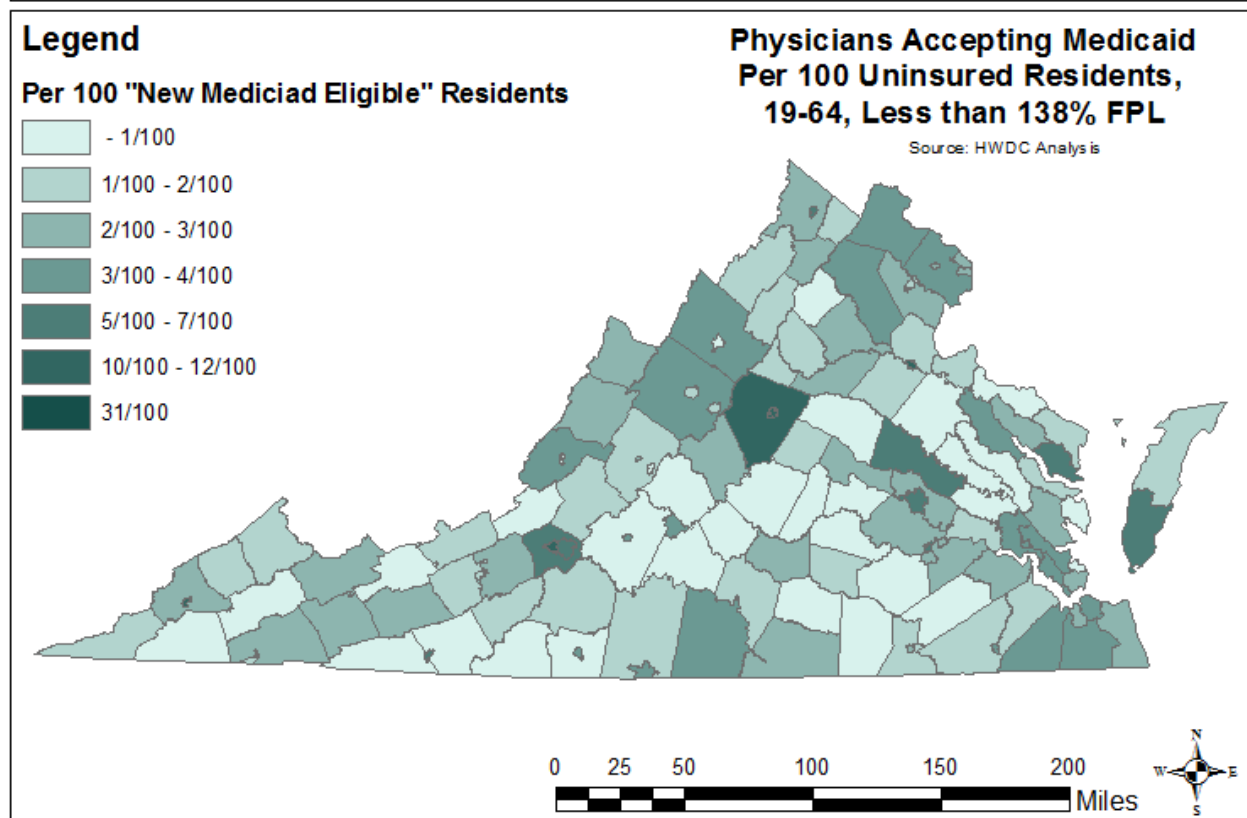 Legend
Per 100 "New Mediciad Eligible" Residents
- 1/100
1/100 - 2/100
2/100 - 3/100
3/100 - 4/100
5/100 - 7/100
10/100 - 12/100
31/100
Physicians Accepting Medicaid
Per 100 Uninsured Residents,
19-64, Less than 138% FPL
Source: HWDC Analysis
0 25 50 100 150 200
Miles
N
W E
S